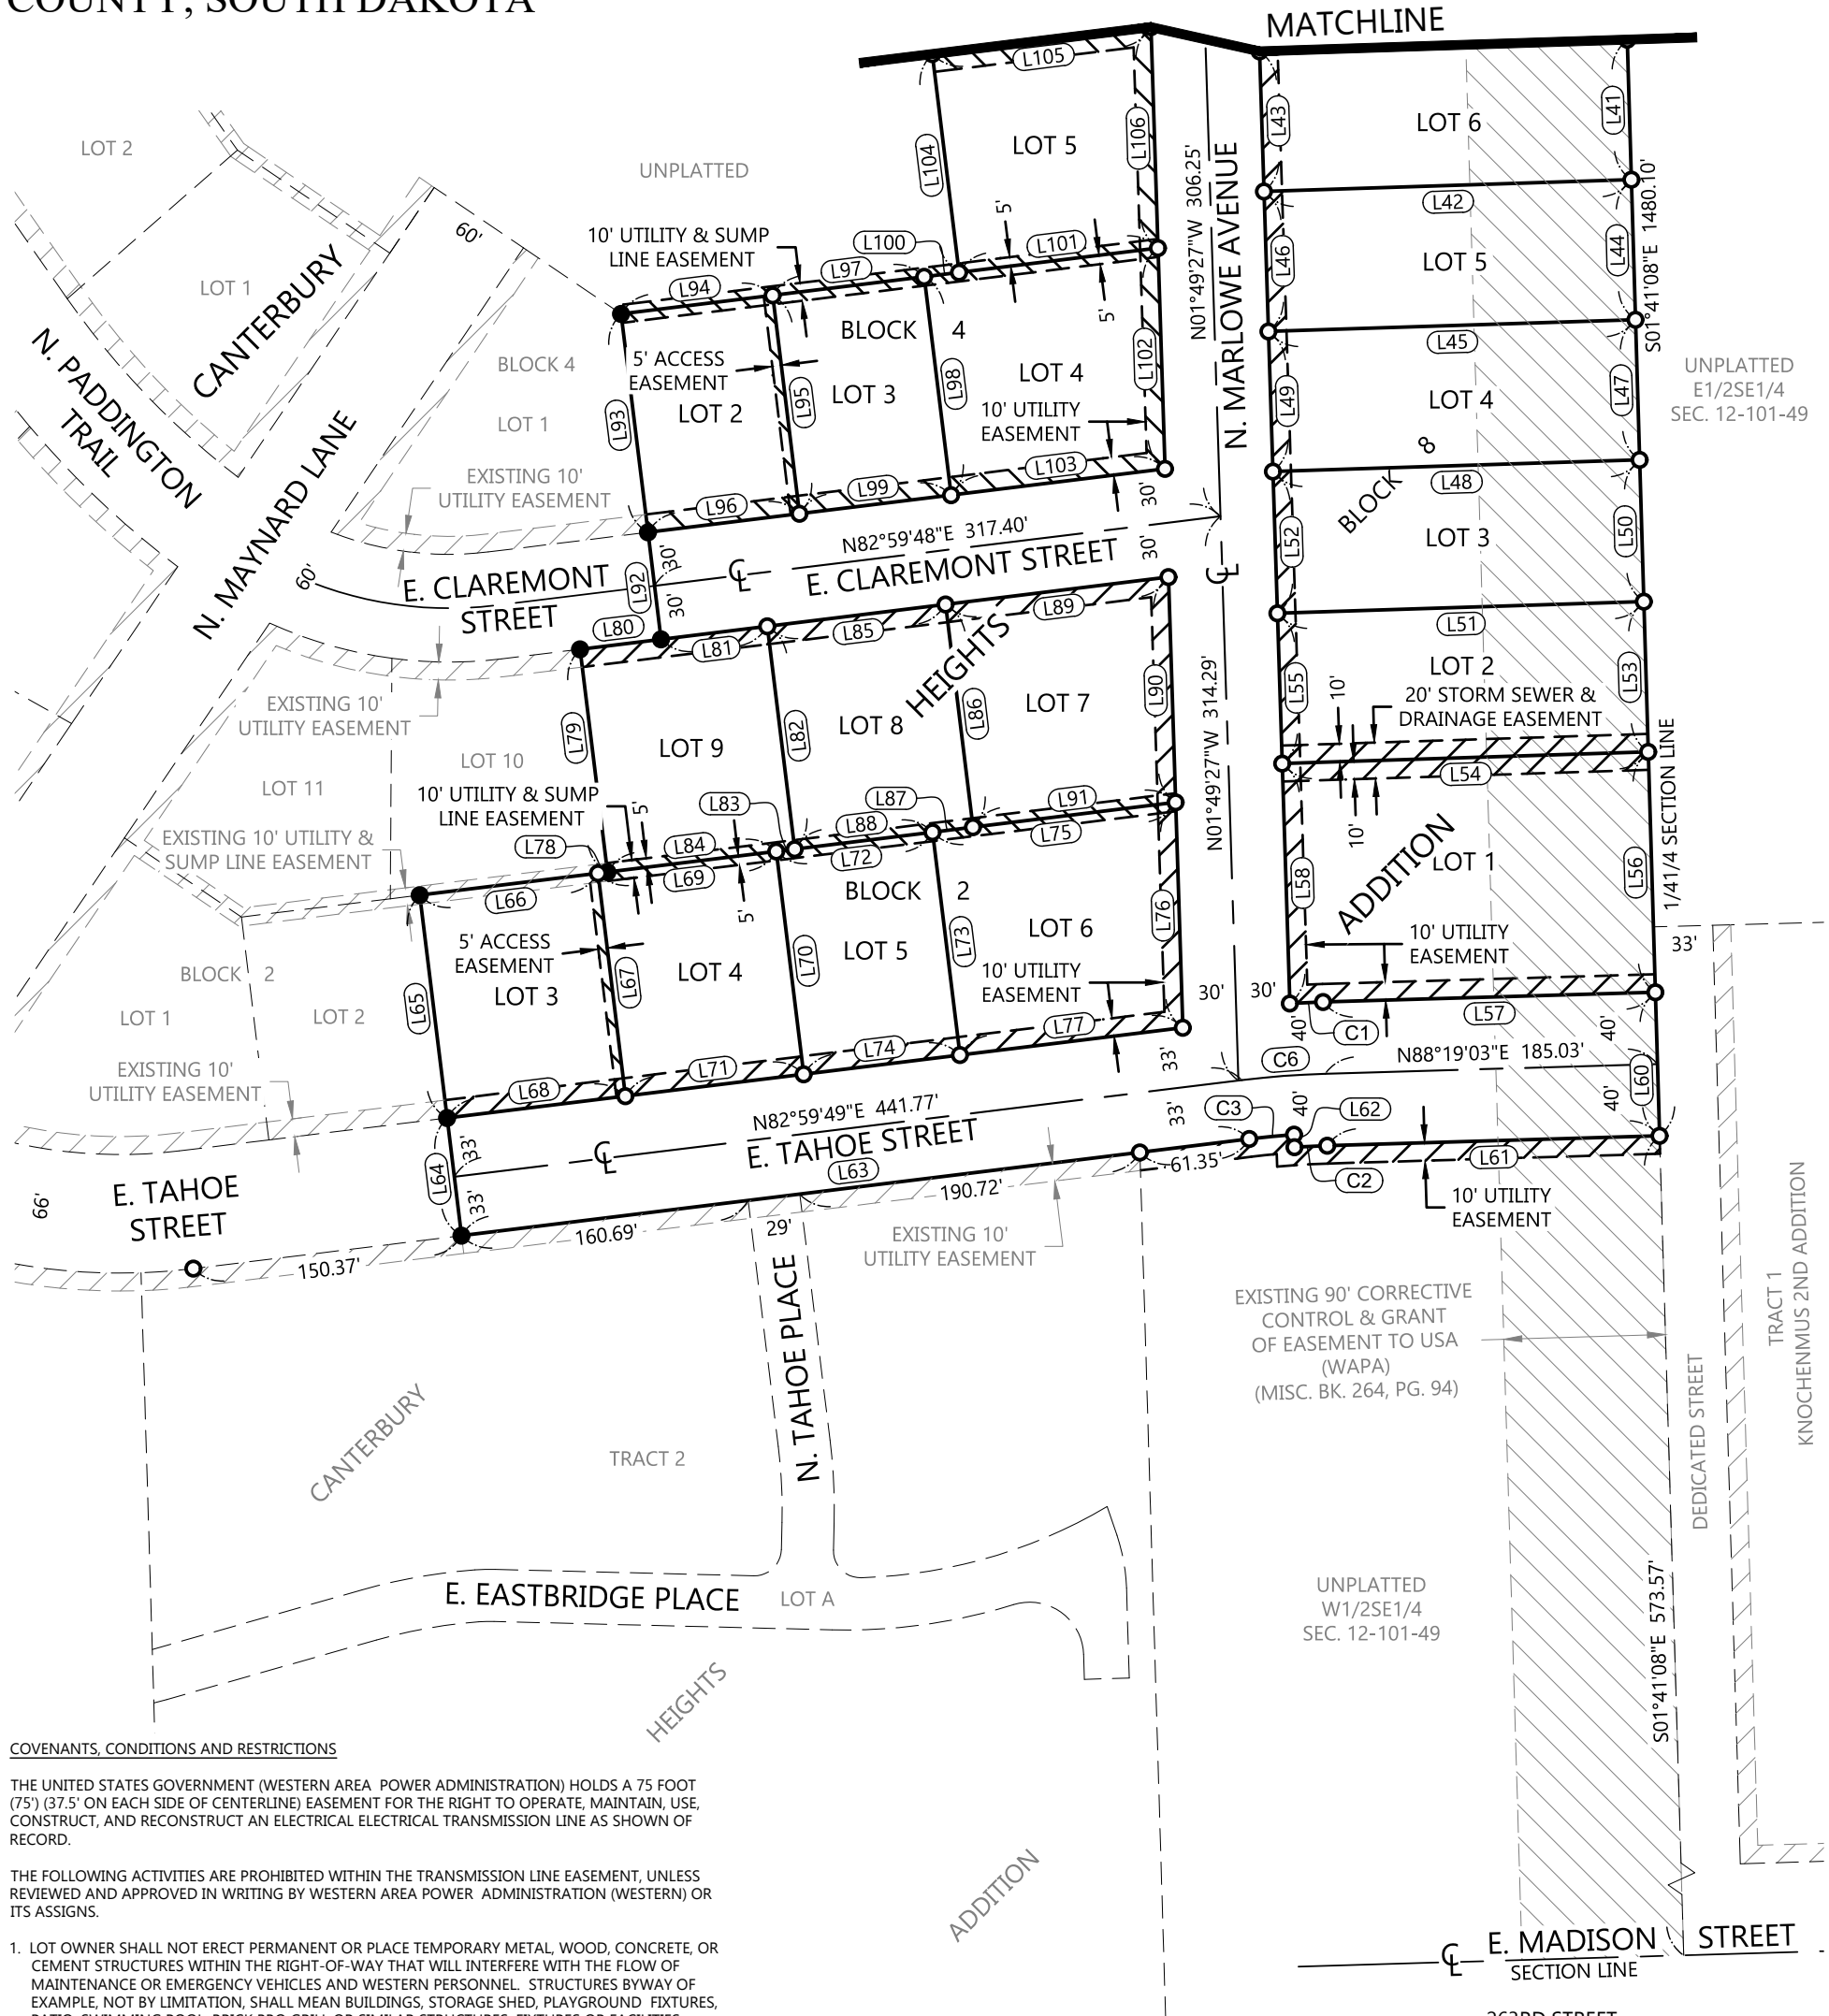 COUNTY, SOUTH DAKOTA
MATCHLINE
L105
L43
L41
LOT 6
L106
LOT 5
L104
LOT 2
UNPLATTED
L42
S01°41'08"E 1480.10'
N01°49'27"W 306.25'
N. MARLOWE AVENUE
60'
10' UTILITY & SUMP
LINE EASEMENT
L100
5'
L101
L97
L94
L46
LOT 5
L44
LOT 1
CANTERBURY
5'
BLOCK 4
L45
N. PADDINGTON
TRAIL
BLOCK 4
LOT 1
5' ACCESS
EASEMENT
LOT 2
L93
L95
LOT 3
L98
LOT 4
L102
10' UTILITY
EASEMENT
L49
LOT 4
L47
UNPLATTED
E1/2SE1/4
SEC. 12-101-49
8
BLOCK
L48
EXISTING 10'
UTILITY EASEMENT
L103
L99
L96
30'
N82°59'48"E 317.40'
N. MAYNARD LANE
60'
E. CLAREMONT
STREET
L92
30'
30'
CL
E. CLAREMONT STREET
30'
CL
L52
LOT 3
L50
L51
L80
L81
L85
L89
HEIGHTS
EXISTING 10'
UTILITY EASEMENT
L79
LOT 9
L82
LOT 8
L86
LOT 7
L90
N01°49'27"W 314.29'
L55
LOT 2
L53
10'
20' STORM SEWER &
DRAINAGE EASEMENT
L54
10'
1/41/4 SECTION LINE
LOT 10
LOT 11
10' UTILITY & SUMP
LINE EASEMENT
5'
L83
L87
L91
L88
L75
L72
L78
L84
L69
5'
EXISTING 10' UTILITY &
SUMP LINE EASEMENT
L66
BLOCK 2
LOT 1
ADDITION
L58
L56
10' UTILITY
EASEMENT
33'
5' ACCESS
EASEMENT
LOT 3
L67
LOT 4
L70
LOT 5
L73
LOT 6
L76
10' UTILITY
EASEMENT
30'
30'
BLOCK 2
LOT 1
LOT 2
L65
EXISTING 10'
UTILITY EASEMENT
L68
L71
L74
L77
33'
40'
C1
L57
40'
C6
N88°19'03"E 185.03'
L60
40'
N82°59'49"E 441.77'
CL
E. TAHOE STREET
33'
L64
33'
L63
33'
C3
40'
L62
61.35'
C2
L61
10' UTILITY
EASEMENT
66'
E. TAHOE
STREET
150.37'
160.69'
29'
190.72'
EXISTING 10'
UTILITY EASEMENT
N. TAHOE PLACE
EXISTING 90' CORRECTIVE
CONTROL & GRANT
OF EASEMENT TO USA
(WAPA)
(MISC. BK. 264, PG. 94)
TRACT 1
KNOCHENMUS 2ND ADDITION
DEDICATED STREET
CANTERBURY
TRACT 2
E. EASTBRIDGE PLACE
LOT A
HEIGHTS
ADDITION
UNPLATTED
W1/2SE1/4
SEC. 12-101-49
S01°41'08"E 573.57'
COVENANTS, CONDITIONS AND RESTRICTIONS
THE UNITED STATES GOVERNMENT (WESTERN AREA POWER ADMINISTRATION) HOLDS A 75 FOOT
(75') (37.5' ON EACH SIDE OF CENTERLINE) EASEMENT FOR THE RIGHT TO OPERATE, MAINTAIN, USE,
CONSTRUCT, AND RECONSTRUCT AN ELECTRICAL ELECTRICAL TRANSMISSION LINE AS SHOWN OF
RECORD.
THE FOLLOWING ACTIVITIES ARE PROHIBITED WITHIN THE TRANSMISSION LINE EASEMENT, UNLESS
REVIEWED AND APPROVED IN WRITING BY WESTERN AREA POWER ADMINISTRATION (WESTERN) OR
ITS ASSIGNS.
1. LOT OWNER SHALL NOT ERECT PERMANENT OR PLACE TEMPORARY METAL, WOOD, CONCRETE, OR
CEMENT STRUCTURES WITHIN THE RIGHT-OF-WAY THAT WILL INTERFERE WITH THE FLOW OF
MAINTENANCE OR EMERGENCY VEHICLES AND WESTERN PERSONNEL. STRUCTURES BYWAY OF
EXAMPLE, NOT BY LIMITATION, SHALL MEAN BUILDINGS, STORAGE SHED, PLAYGROUND FIXTURES,
CL E. MADISON STREET
SECTION LINE